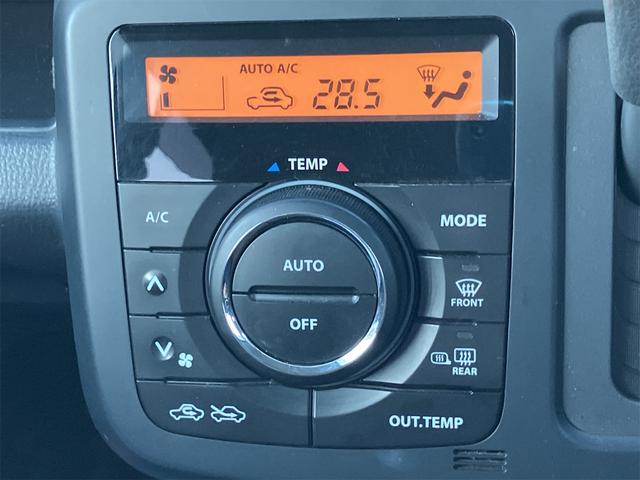 AUTO A/C
28.5
TEMP
A/C
MODE
AUTO
OFF
FRONT
REAR
OUT.TEMP